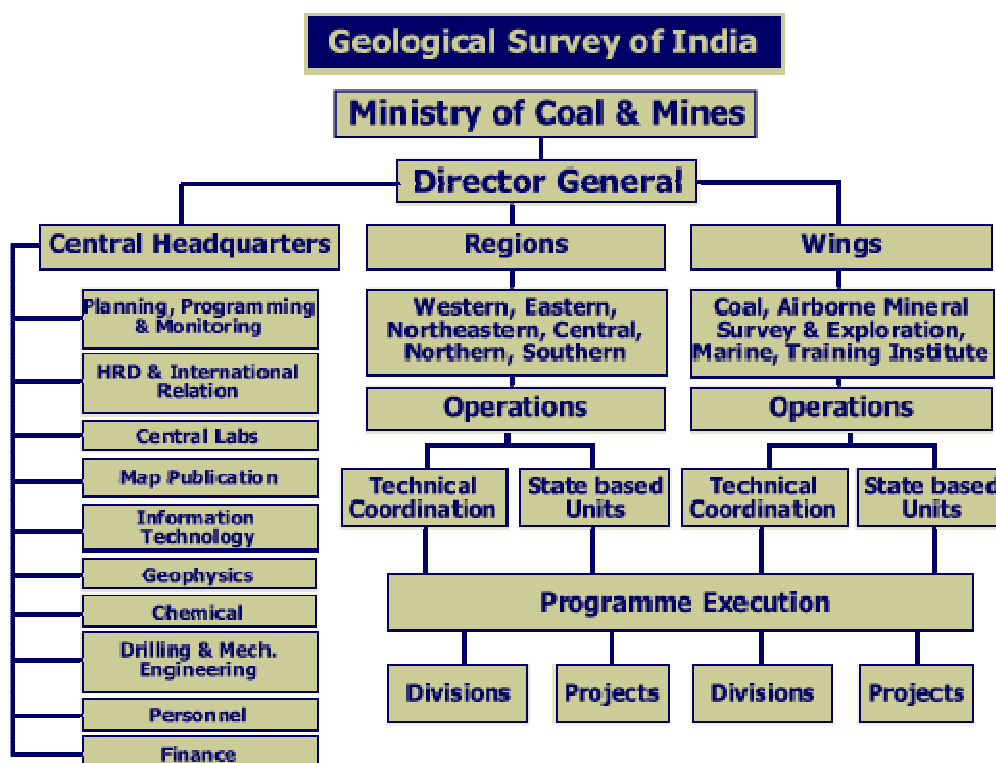 Geological Survey of India
Ministry of Coal & Mines
Director General
Central Headquarters
Regions
Wings
Planning, Programming
& Monitoring
HRD & International
Relation
Central Labs
Map Publication
Information
Technology
Geophysics
Chemical
Drilling & Mech.
Engineering
Personnel
Finance
Western, Eastern,
Northeastern, Central,
Northern, Southern
Operations
Technical
Coordination
State based
Units
Coal, Airborne Mineral
Survey & Exploration,
Marine, Training Institute
Operations
Technical
Coordination
State based
Units
Programme Execution
Divisions
Projects
Divisions
Projects